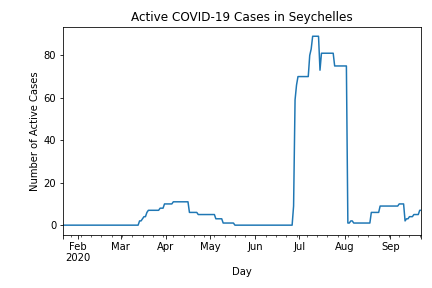 Active COVID-19 Cases in Seychelles
Number of Active Cases
80
60
40
20
0
Feb Mar Apr May Jun Jul Aug Sep
2020
Day